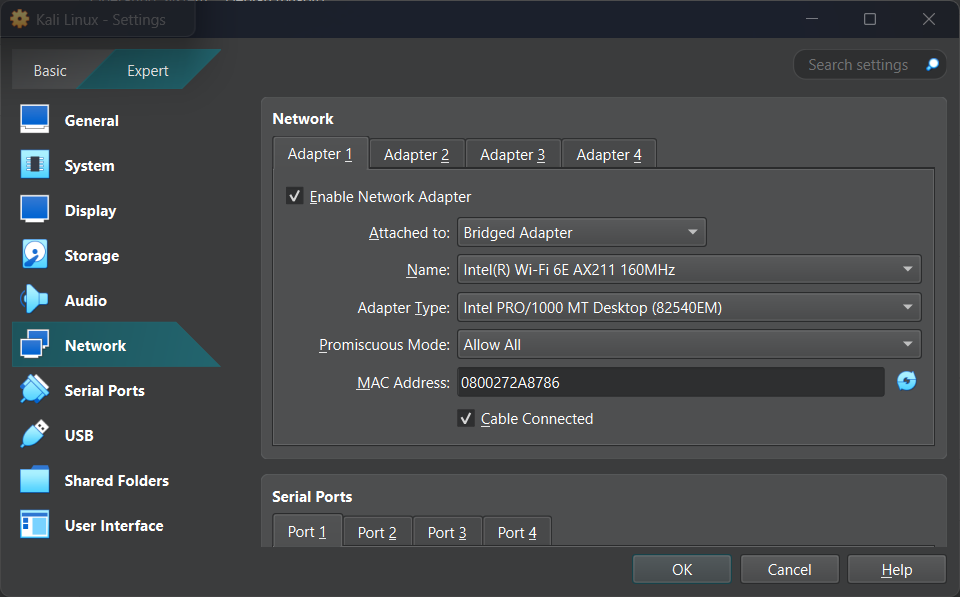 Kali Linux - Settings
Basic
Expert
Search settings
General
System
Display
Storage
Audio
Network
Serial Ports
USB
Shared Folders
User Interface
Network
Adapter 1
Adapter 2
Adapter 3
Adapter 4
Enable Network Adapter
Attached to: Bridged Adapter
Name: Intel(R) Wi-Fi 6E AX211 160MHz
Adapter Type: Intel PRO/1000 MT Desktop (82540EM)
Promiscuous Mode: Allow All
MAC Address: 0800272A8786
Cable Connected
Serial Ports
Port 1
Port 2
Port 3
Port 4
OK
Cancel
Help